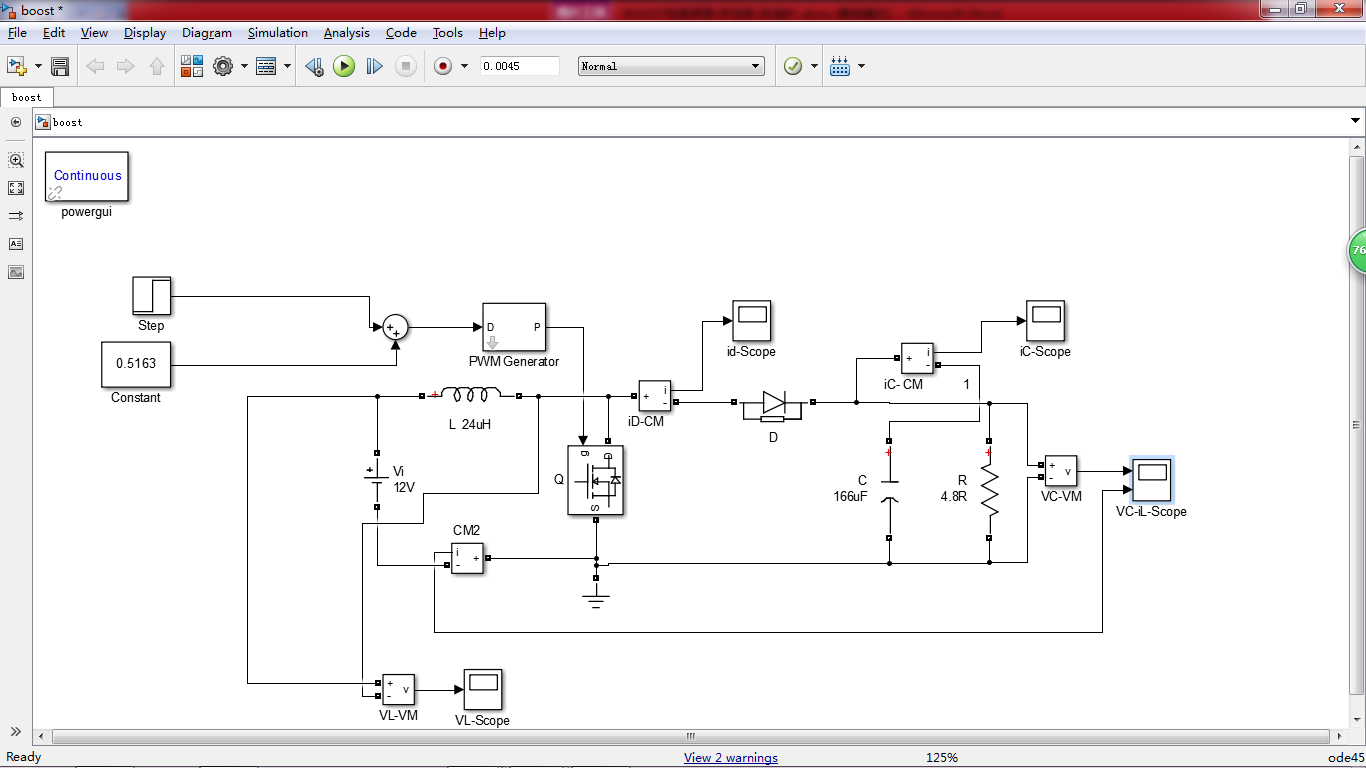 boost *
File Edit View Display Diagram Simulation Analysis Code Tools Help
0.0045 Normal
boost
boost
Continuous
powergui
Step
0.5163
Constant
D P
PWM Generator
id-Scope
iC-Scope
+ i -
iC- CM
1
L 24uH
+ i -
iD-CM
D
Vi
12V
g D
Q
S
C
166uF
R
4.8R
+ v -
VC-VM
VC-iL-Scope
CM2
i + -
+ v -
VL-VM
VL-Scope
76
Ready View 2 warnings 125% ode45